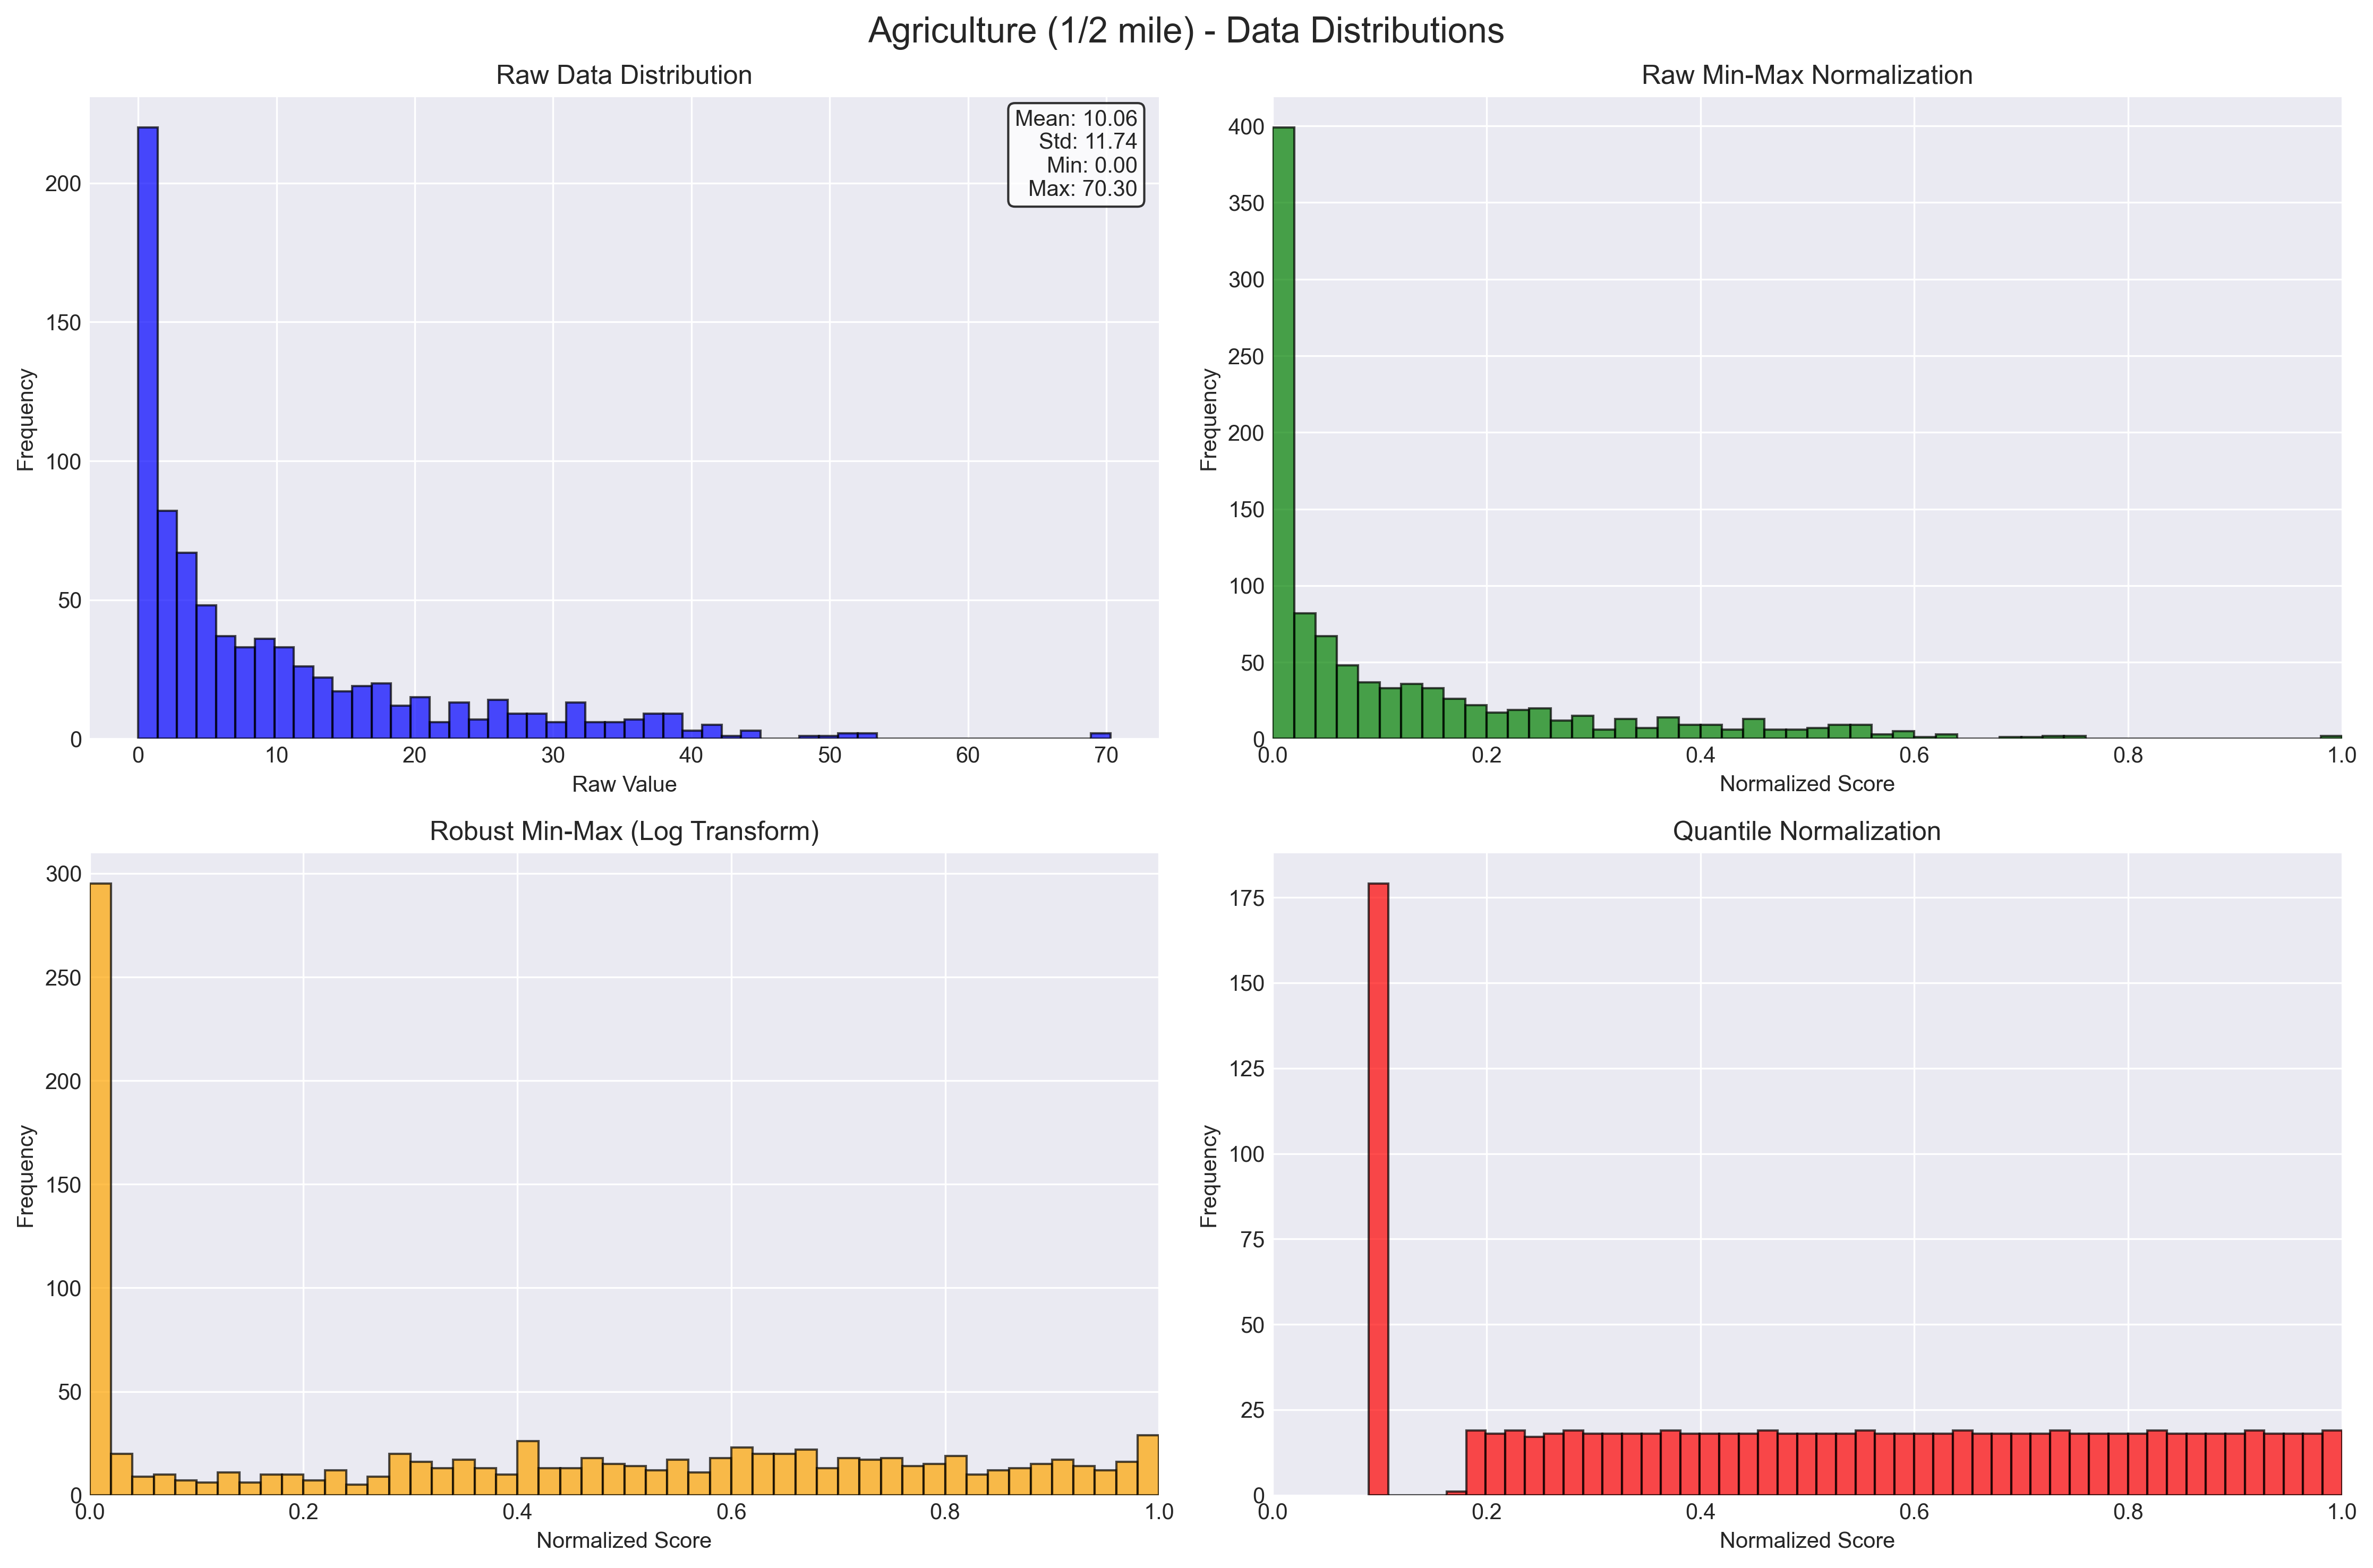 Agriculture (1/2 mile) - Data Distributions
Raw Data Distribution
Mean: 10.06
Std: 11.74
Min: 0.00
Max: 70.30
Frequency
200
150
100
50
0
0 10 20 30 40 50 60 70
Raw Value
Raw Min-Max Normalization
Frequency
400
350
300
250
200
150
100
50
0
0.0 0.2 0.4 0.6 0.8 1.0
Normalized Score
Robust Min-Max (Log Transform)
Frequency
300
250
200
150
100
50
0
0.0 0.2 0.4 0.6 0.8 1.0
Normalized Score
Quantile Normalization
Frequency
175
150
125
100
75
50
25
0
0.0 0.2 0.4 0.6 0.8 1.0
Normalized Score